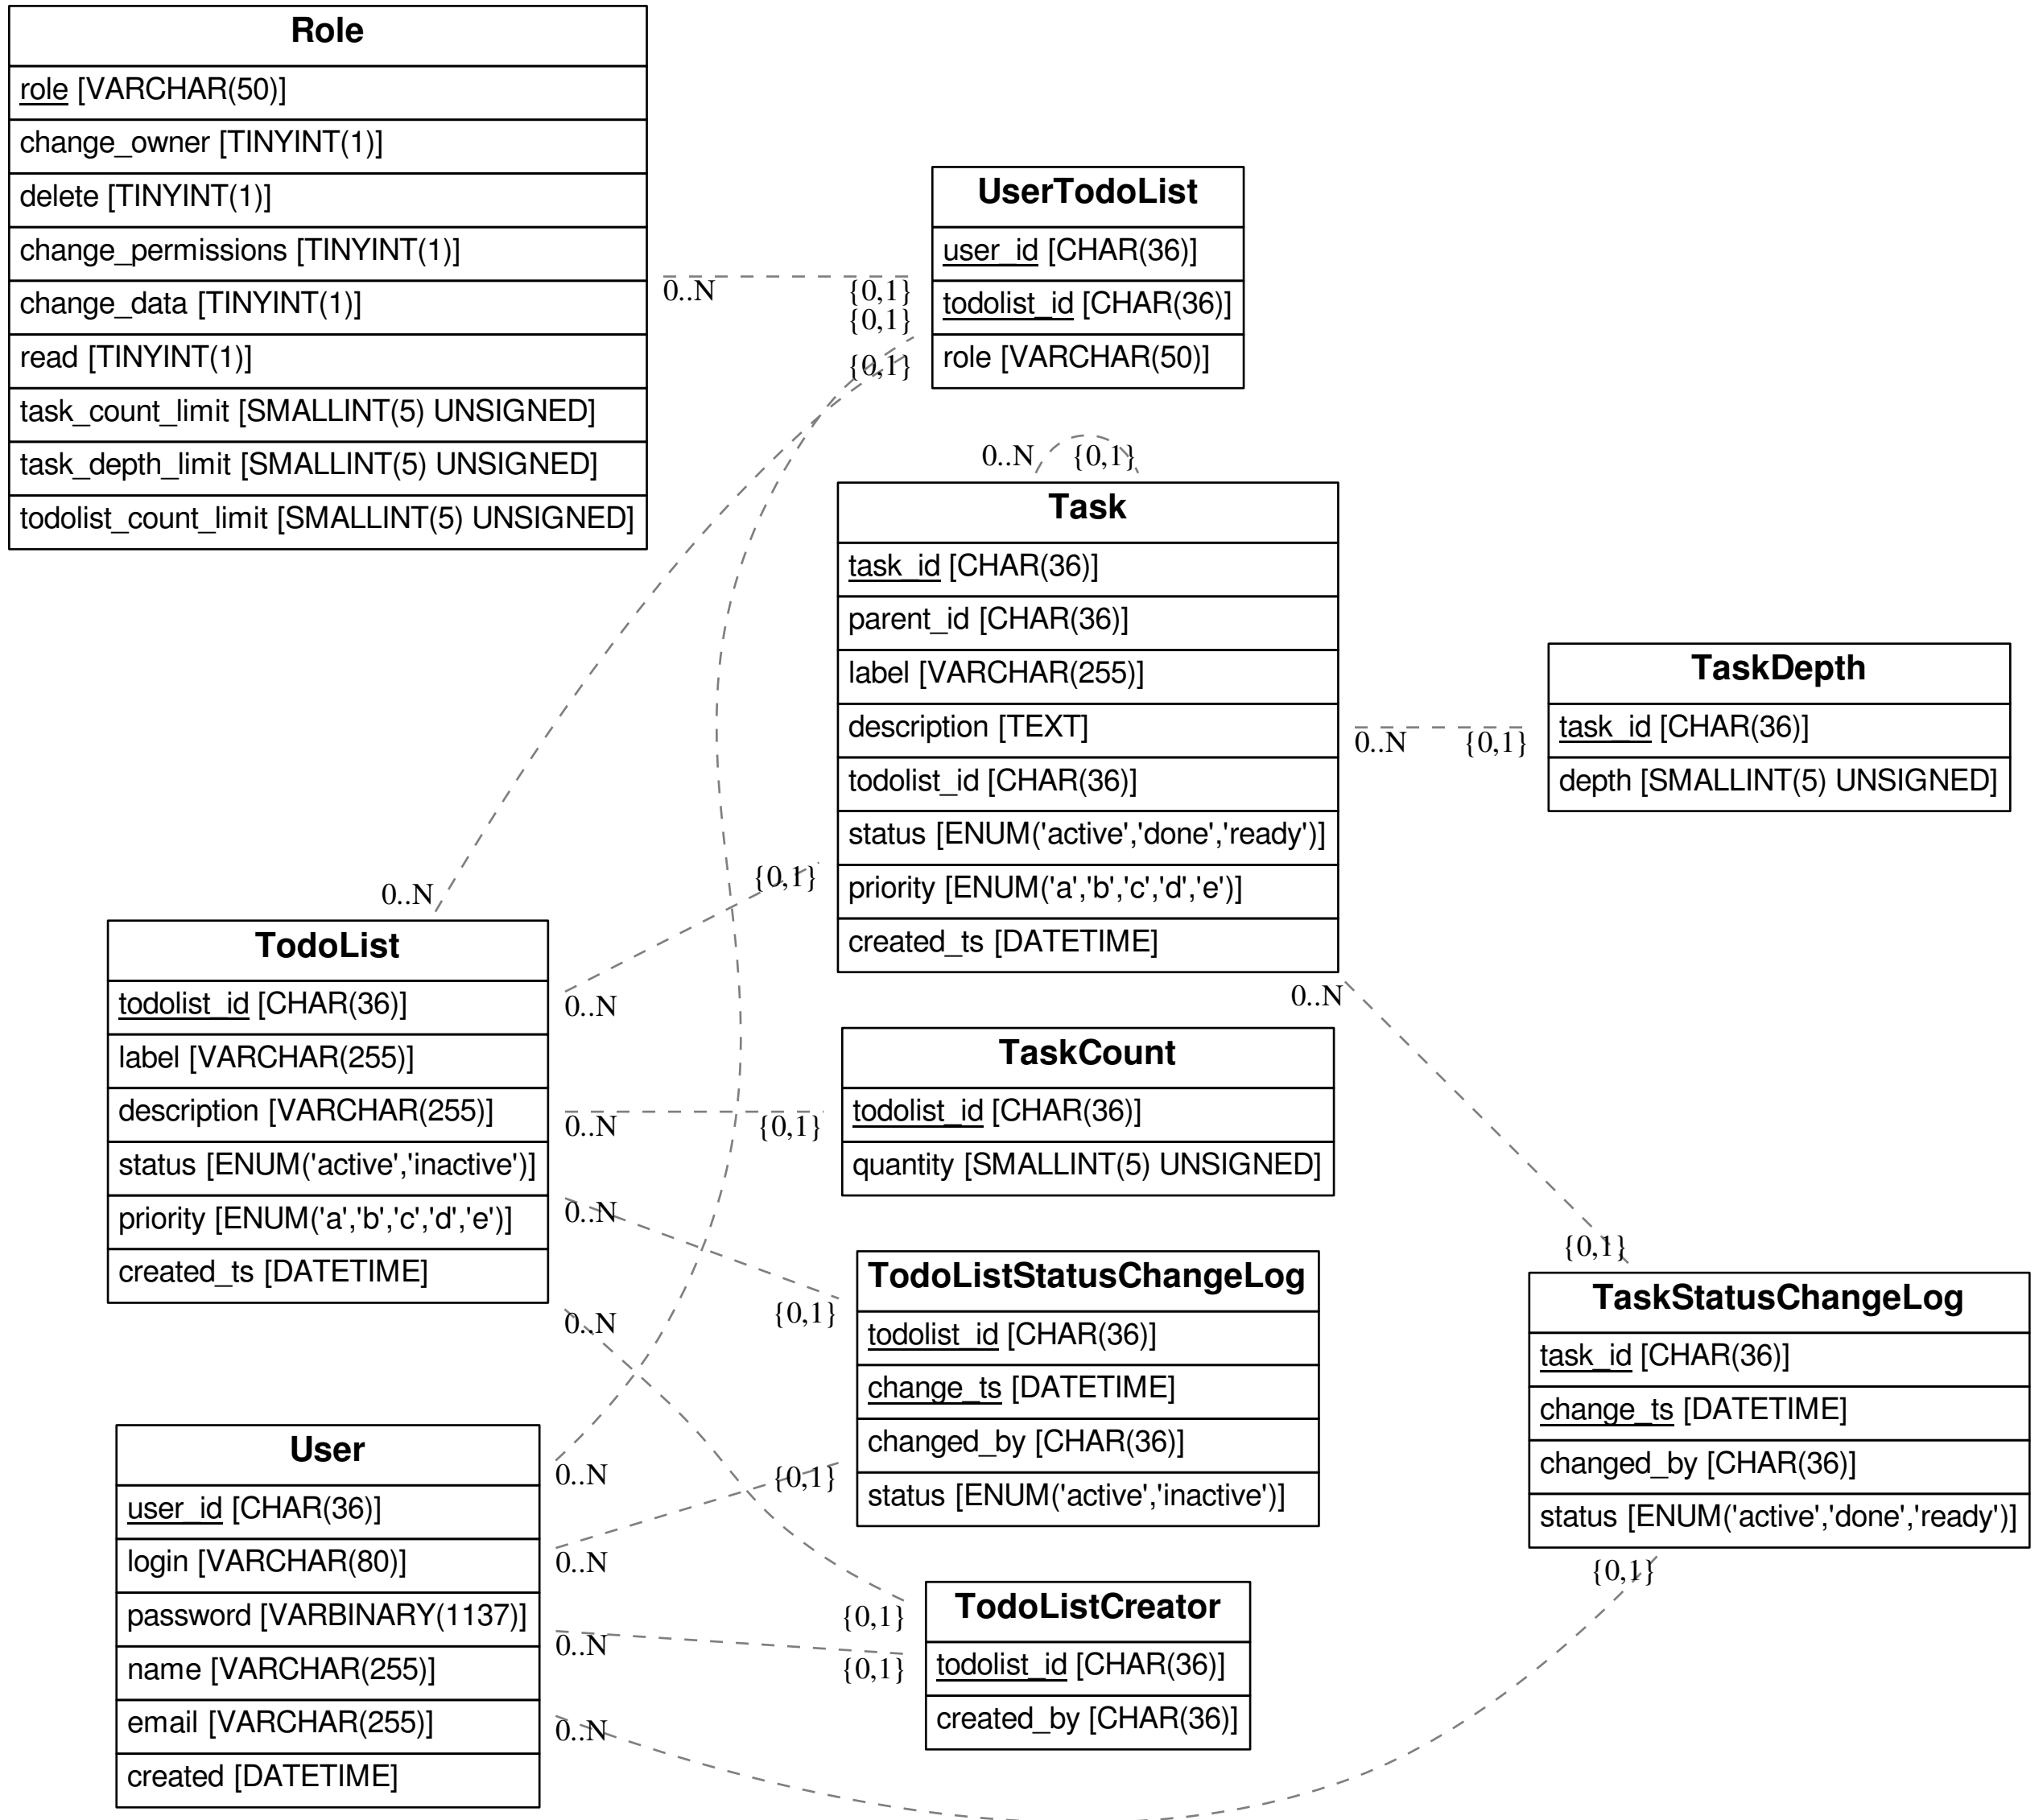 Role
role [VARCHAR(50)]
change_owner [TINYINT(1)]
delete [TINYINT(1)]
change_permissions [TINYINT(1)]
change_data [TINYINT(1)]
read [TINYINT(1)]
task_count_limit [SMALLINT(5) UNSIGNED]
task_depth_limit [SMALLINT(5) UNSIGNED]
todolist_count_limit [SMALLINT(5) UNSIGNED]
0..N
{0,1}
{0,1}
{0,1}
UserTodoList
user_id [CHAR(36)]
todolist_id [CHAR(36)]
role [VARCHAR(50)]
0..N
{0,1}
Task
task_id [CHAR(36)]
parent_id [CHAR(36)]
label [VARCHAR(255)]
description [TEXT]
todolist_id [CHAR(36)]
status [ENUM('active','done','ready')]
priority [ENUM('a','b','c','d','e')]
created_ts [DATETIME]
0..N
{0,1}
TaskDepth
task_id [CHAR(36)]
depth [SMALLINT(5) UNSIGNED]
0..N
{0,1}
TodoList
todolist_id [CHAR(36)]
label [VARCHAR(255)]
description [VARCHAR(255)]
status [ENUM('active','inactive')]
priority [ENUM('a','b','c','d','e')]
created_ts [DATETIME]
0..N
0..N
{0,1}
0..N
{0,1}
0..N
0..N
TaskCount
todolist_id [CHAR(36)]
quantity [SMALLINT(5) UNSIGNED]
TodoListStatusChangeLog
todolist_id [CHAR(36)]
change_ts [DATETIME]
changed_by [CHAR(36)]
status [ENUM('active','inactive')]
{0,1}
TaskStatusChangeLog
task_id [CHAR(36)]
change_ts [DATETIME]
changed_by [CHAR(36)]
status [ENUM('active','done','ready')]
{0,1}
User
user_id [CHAR(36)]
login [VARCHAR(80)]
password [VARBINARY(1137)]
name [VARCHAR(255)]
email [VARCHAR(255)]
created [DATETIME]
0..N
{0,1}
0..N
{0,1}
0..N
{0,1}
0..N
TodoListCreator
todolist_id [CHAR(36)]
created_by [CHAR(36)]